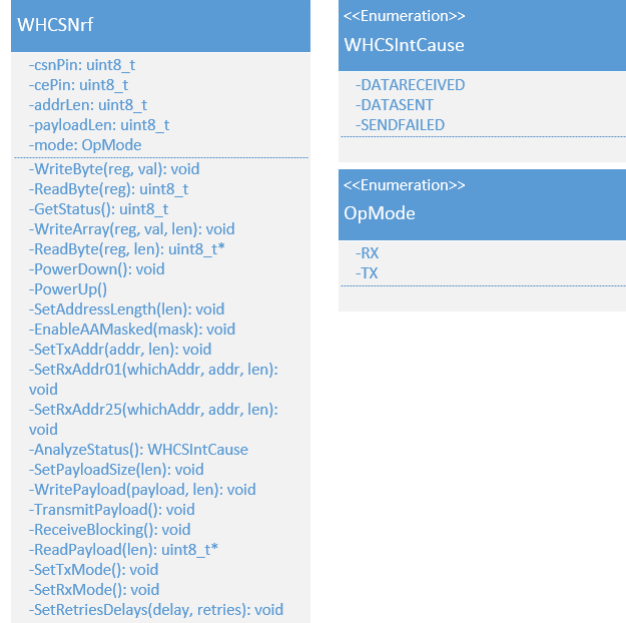 WHCSNrf
-csnPin: uint8_t
-cePin: uint8_t
-addrLen: uint8_t
-payloadLen: uint8_t
-mode: OpMode
-WriteByte(reg, val): void
-ReadByte(reg): uint8_t
-GetStatus(): uint8_t
-WriteArray(reg, val, len): void
-ReadByte(reg, len): uint8_t*
-PowerDown(): void
-PowerUp()
-SetAddressLength(len): void
-EnableAAMasked(mask): void
-SetTxAddr(addr, len): void
-SetRxAddr01(whichAddr, addr, len):
void
-SetRxAddr25(whichAddr, addr, len):
void
-AnalyzeStatus(): WHCSIntCause
-SetPayloadSize(len): void
-WritePayload(payload, len): void
-TransmitPayload(): void
-ReceiveBlocking(): void
-ReadPayload(len): uint8_t*
-SetTxMode(): void
-SetRxMode(): void
-SetRetriesDelays(delay, retries): void
<<Enumeration>>
WHCSIntCause
-DATARECEIVED
-DATASENT
-SENDFAILED
<<Enumeration>>
OpMode
-RX
-TX